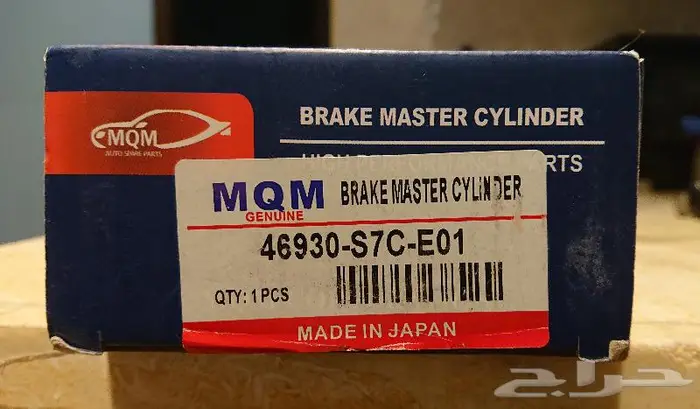 BRAKE MASTER CYLINDER
MQM
AUTO SPARE PARTS
MQM
GENUINE
BRAKE MASTER CYLINDER
46930-S7C-E01
QTY: 1 PCS
MADE IN JAPAN
حراج